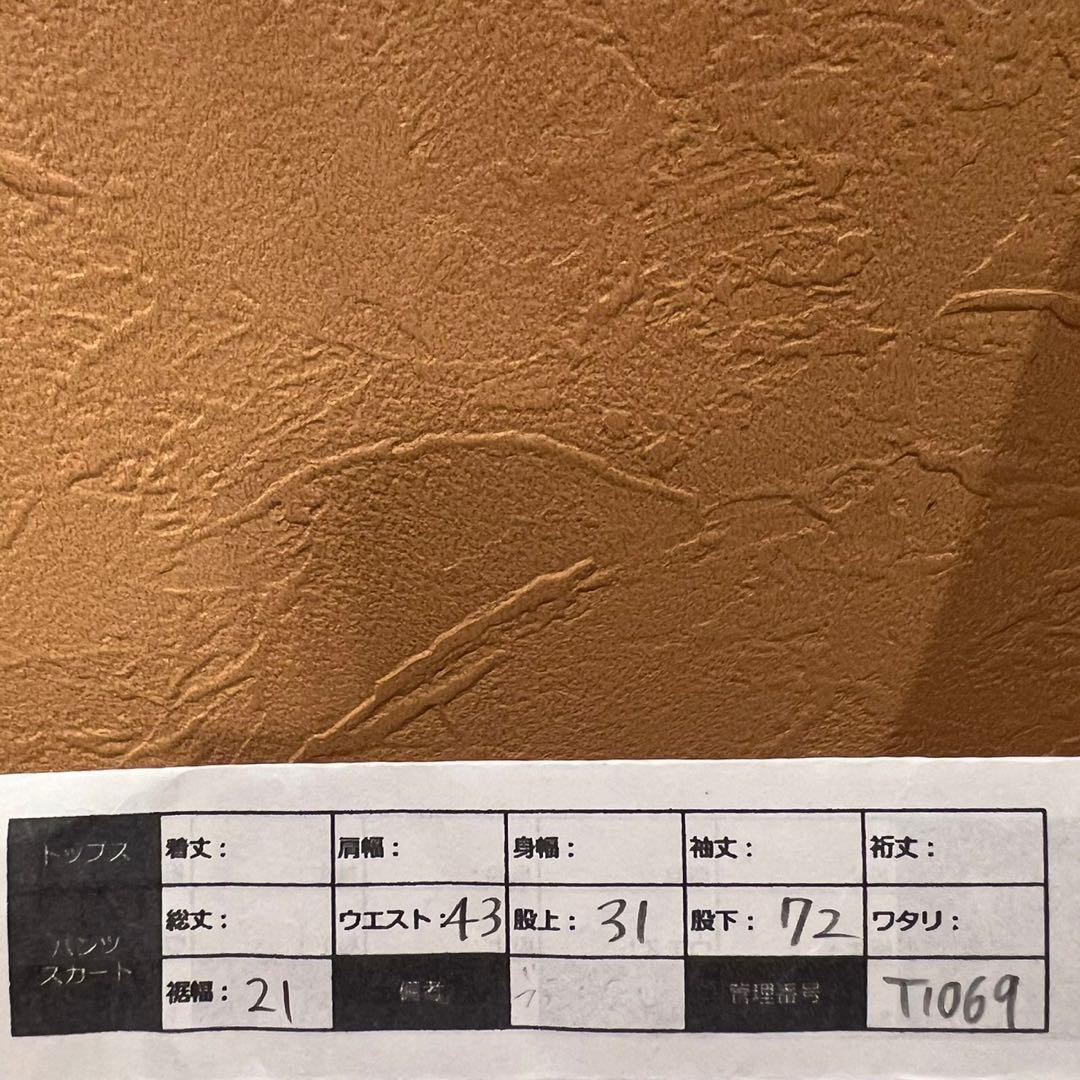 トップス 着丈： 肩幅： 身幅： 袖丈： 裄丈：
パンツ スカート 総丈： ウエスト：43 股上：31 股下：72 ワタリ：
裾幅：21 備考 管理番号 T1069